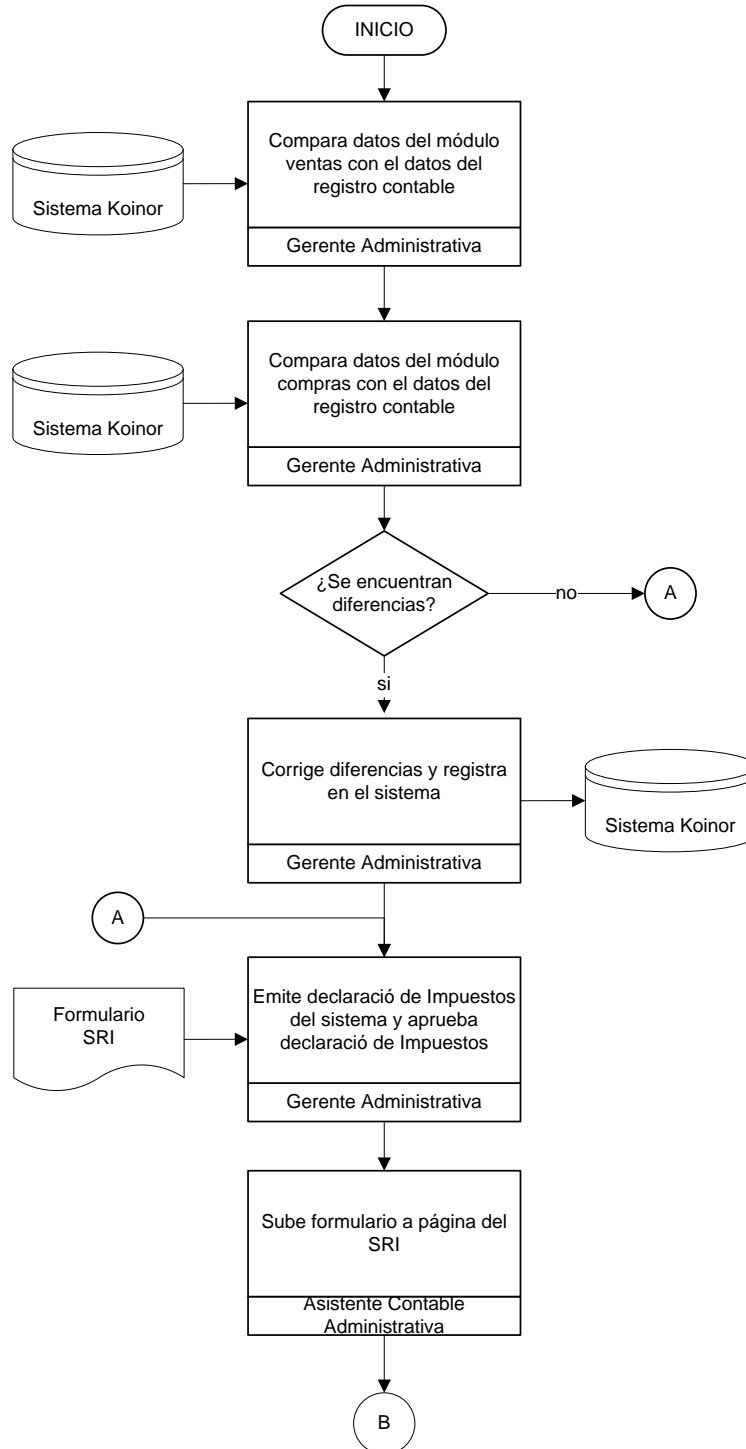 INICIO
Compara datos del módulo
ventas con el datos del
registro contable
Sistema Koinor
Gerente Administrativa
Compara datos del módulo
compras con el datos del
registro contable
Sistema Koinor
Gerente Administrativa
¿Se encuentran
diferencias?
no
A
si
Corrige diferencias y registra
en el sistema
Sistema Koinor
Gerente Administrativa
A
Emite declaració de Impuestos
del sistema y aprueba
declaració de Impuestos
Formulario
SRI
Gerente Administrativa
Sube formulario a página del
SRI
Asistente Contable
Administrativa
B